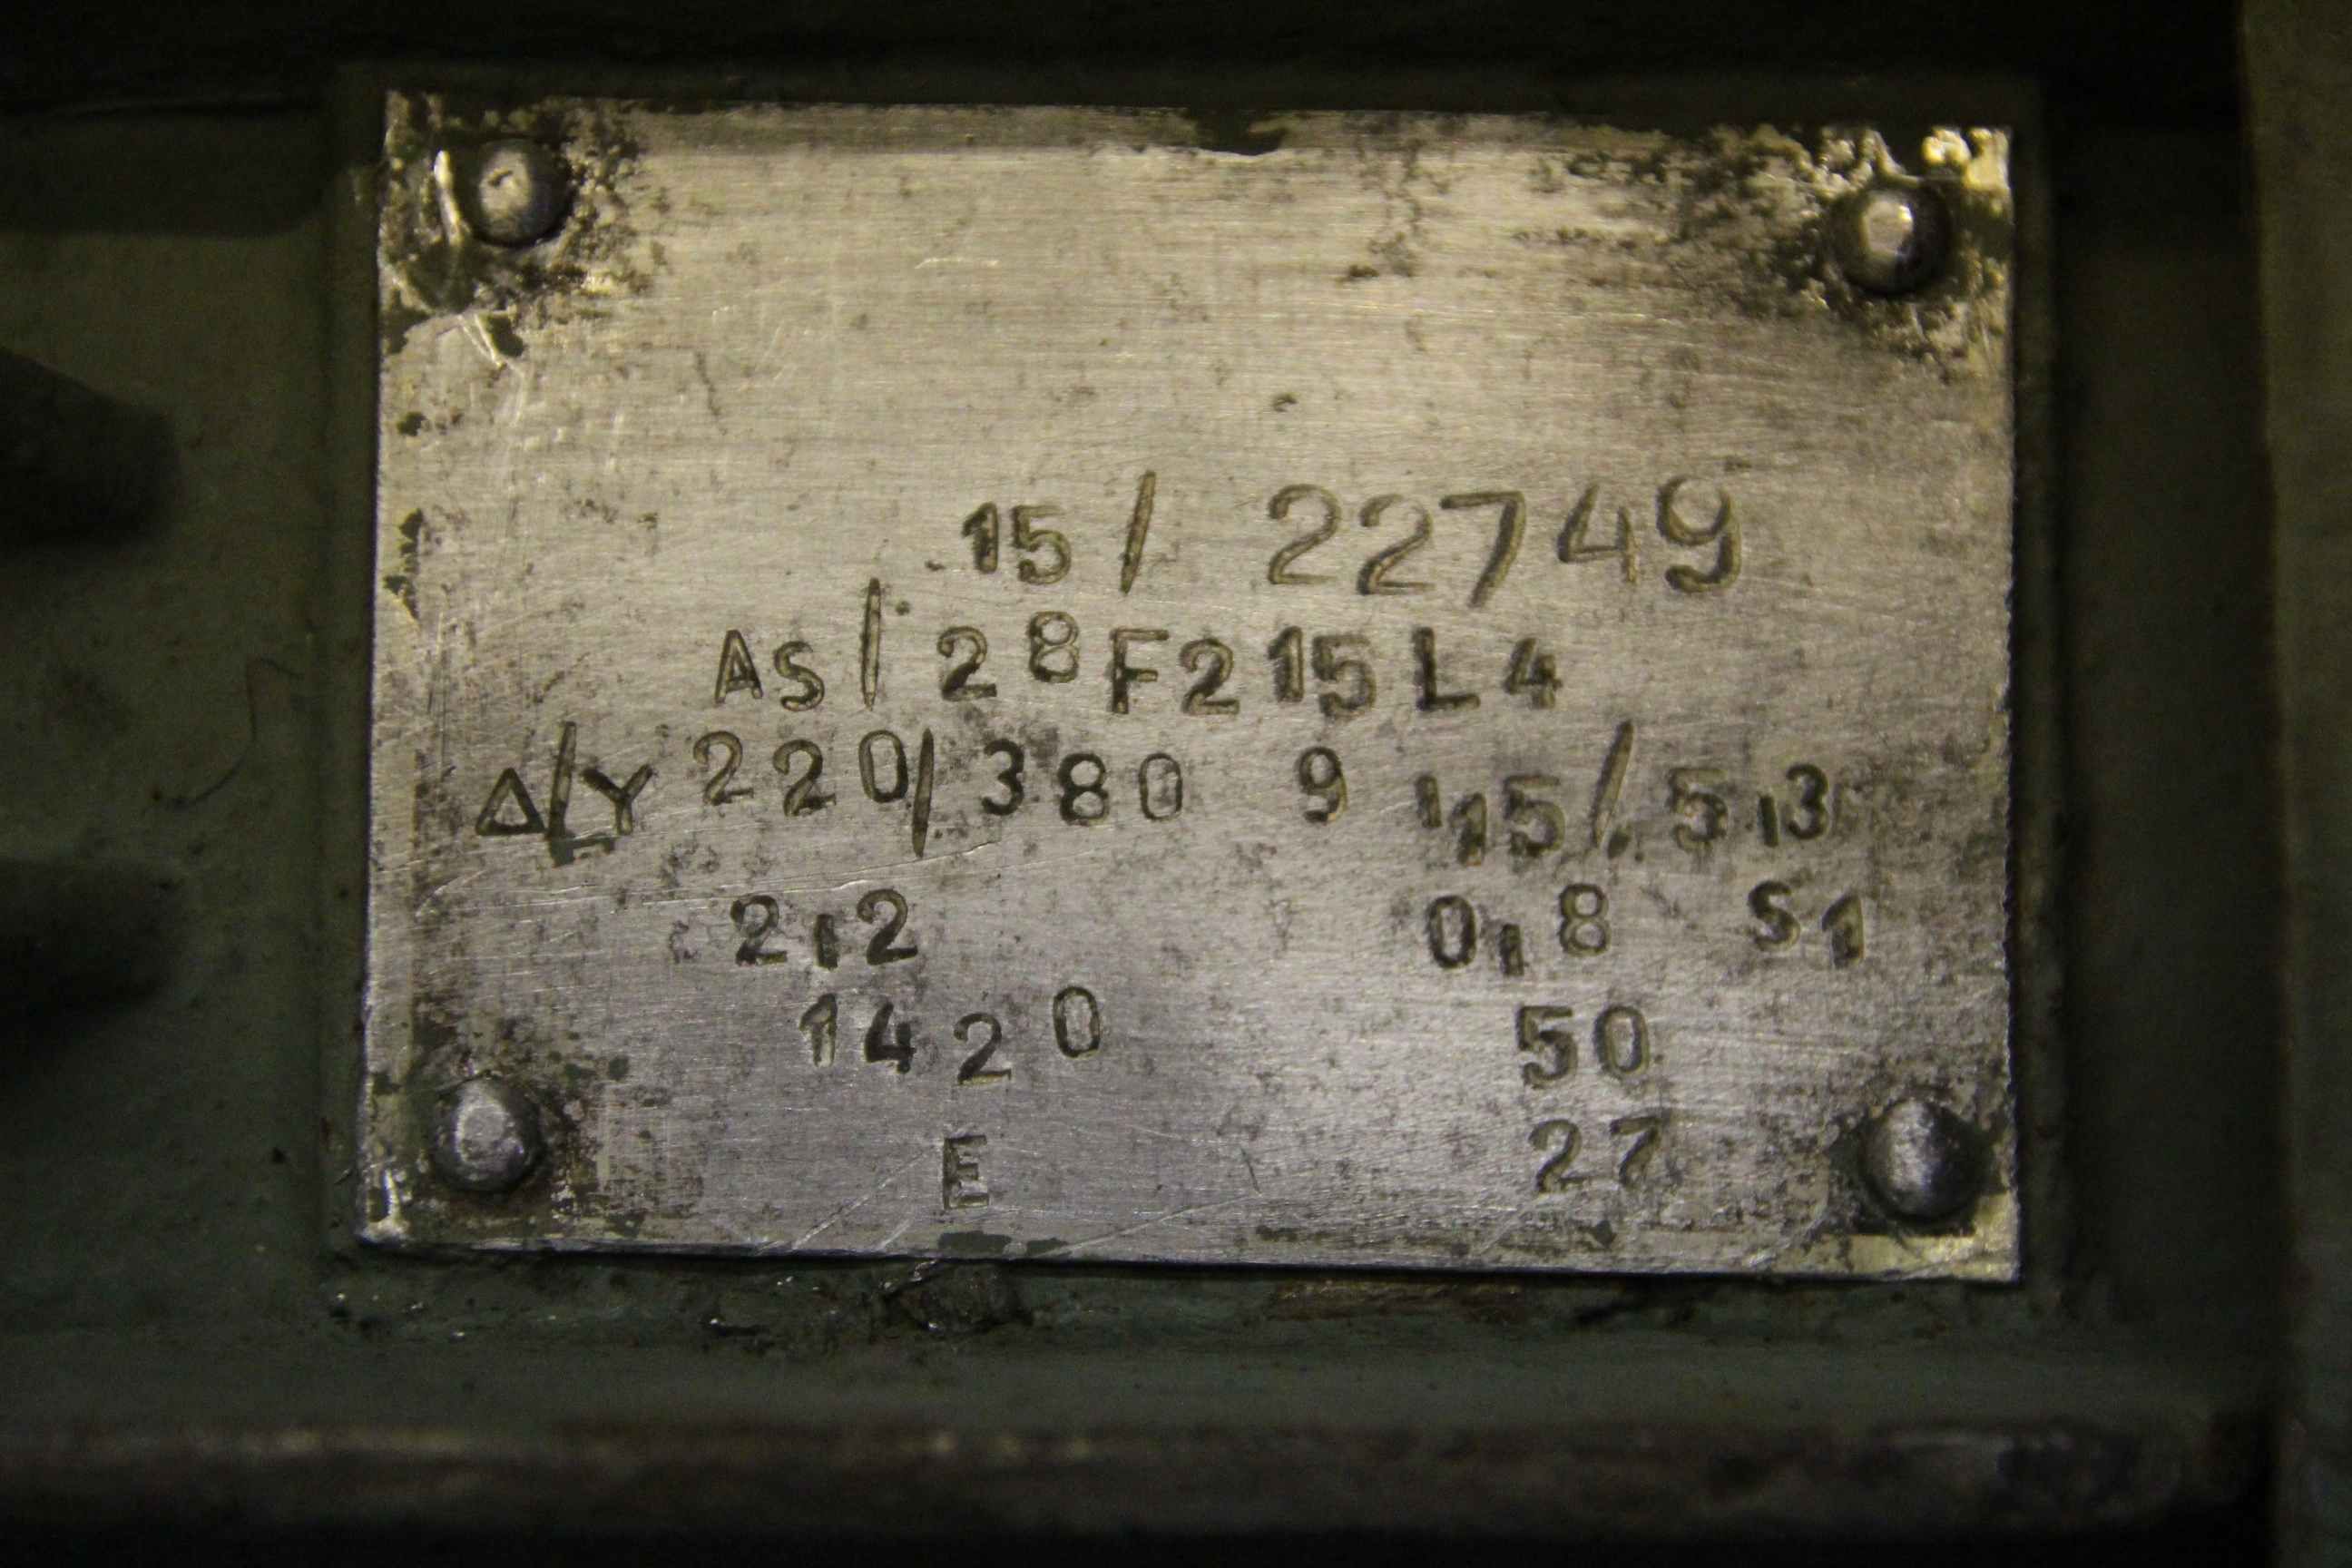 15/ 22749
AS/28F215L4
Δ/Y 220/380 9,15/5,3
2,2 0,8 S1
1420 50
E 27